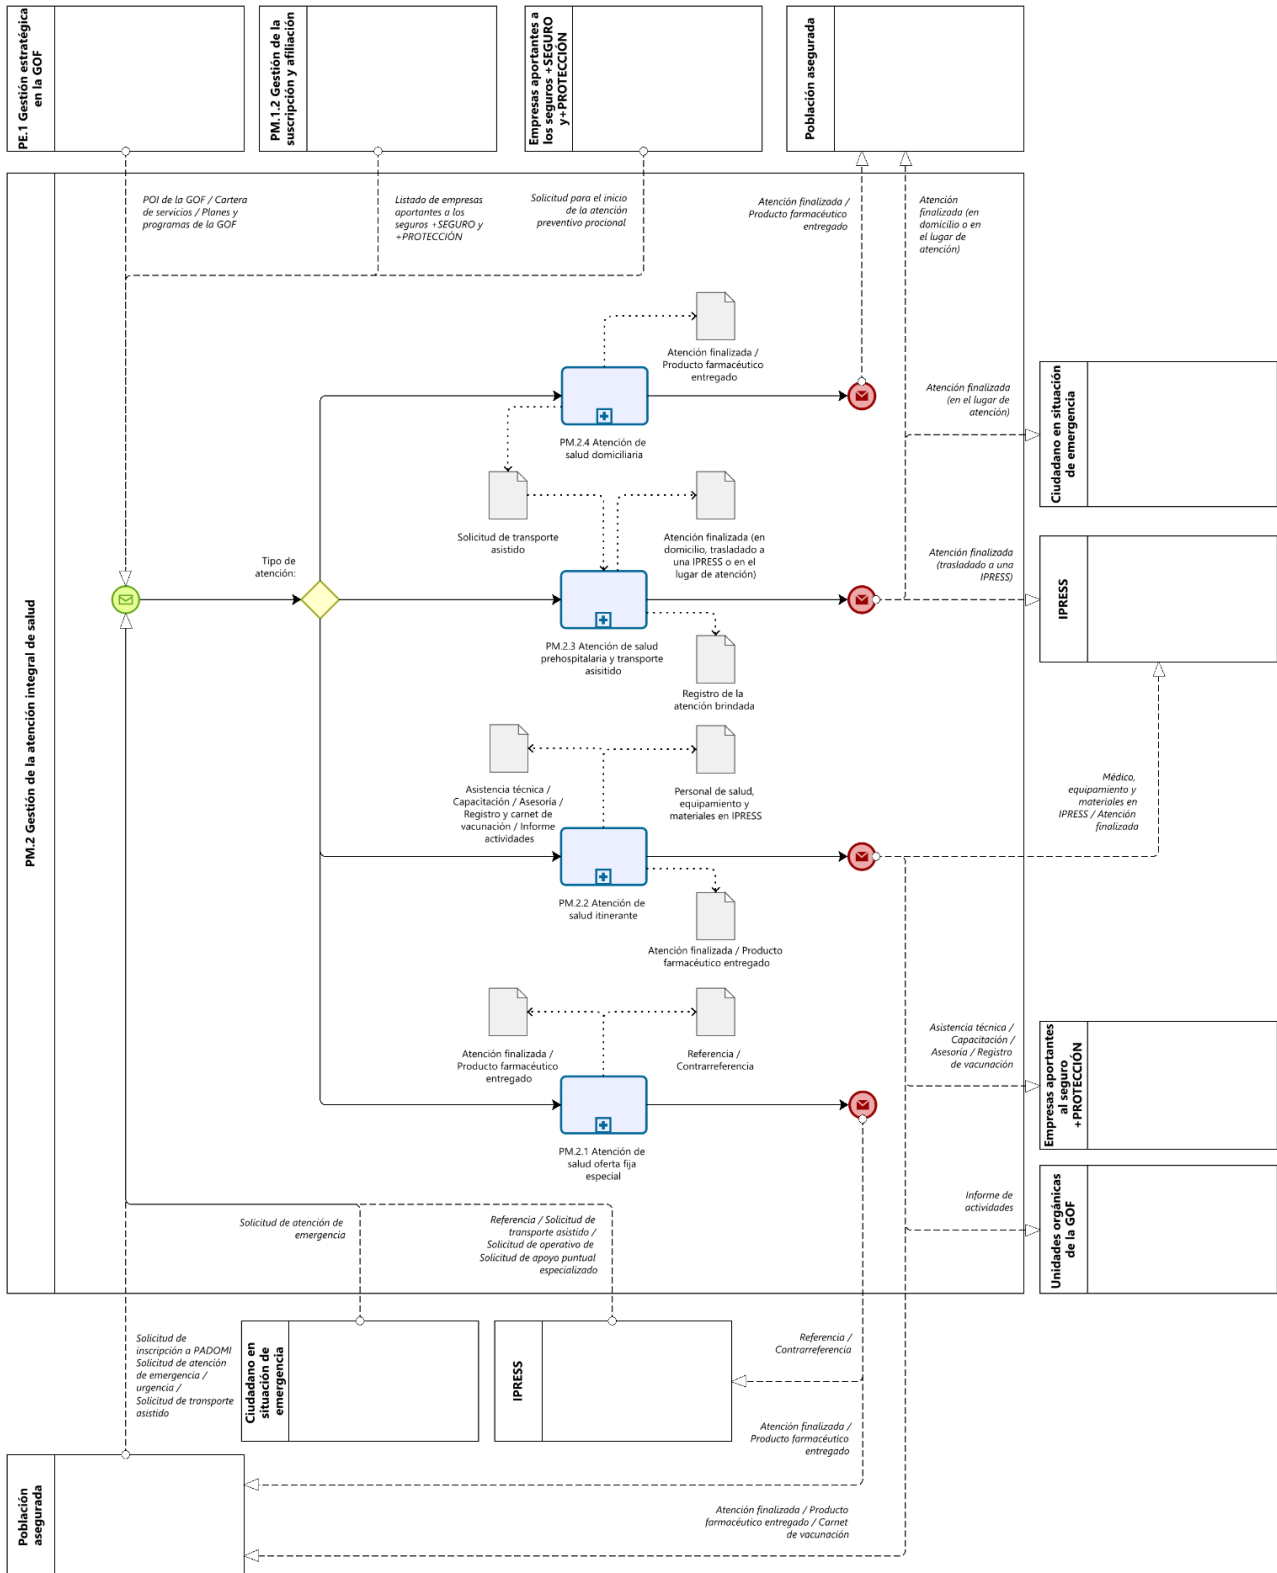 PE.1 Gestión estratégica
en la GOF
PM.1.2 Gestión de la
suscripción y afiliación
Empresas aportantes a
los seguros +SEGURO
y+PROTECCIÓN
Población asegurada
POI de la GOF / Cartera
de servicios / Planes y
programas de la GOF
Listado de empresas
aportantes a los
seguros +SEGURO y
+PROTECCIÓN
Solicitud para el inicio
de la atención
preventivo procional
Atención finalizada /
Producto farmacéutico
entregado
Atención
finalizada (en
domicilio o en
el lugar de
atención)
PM.2 Gestión de la atención integral de salud
Atención finalizada /
Producto farmacéutico
entregado
PM.2.4 Atención de
salud domiciliaria
Atención finalizada
(en el lugar de
atención)
Ciudadano en situación
de emergencia
Solicitud de transporte
asistido
Atención finalizada (en
domicilio, trasladado a
una IPRESS o en el
lugar de atención)
Tipo de
atención:
Atención finalizada
(trasladado a una
IPRESS)
IPRESS
PM.2.3 Atención de salud
prehospitalaria y transporte
asisitido
Registro de la
atención brindada
Asistencia técnica /
Capacitación / Asesoría /
Registro y carnet de
vacunación / Informe
actividades
Personal de salud,
equipamiento y
materiales en IPRESS
Médico,
equipamiento y
materiales en
IPRESS / Atención
finalizada
PM.2.2 Atención de
salud itinerante
Atención finalizada / Producto
farmacéutico entregado
Atención finalizada /
Producto farmacéutico
entregado
Referencia /
Contrarreferencia
Asistencia técnica /
Capacitación /
Asesoría / Registro
de vacunación
Empresas aportantes
al seguro
+PROTECCIÓN
PM.2.1 Atención de
salud oferta fija
especial
Informe de
actividades
Unidades orgánicas
de la GOF
Solicitud de atención de
emergencia
Referencia / Solicitud de
transporte asistido /
Solicitud de operativo de
Solicitud de apoyo puntual
especializado
Solicitud de
inscripción a PADOMI
Solicitud de atención
de emergencia /
urgencia /
Solicitud de transporte
asistido
Ciudadano en
situación de
emergencia
IPRESS
Referencia /
Contrarreferencia
Atención finalizada /
Producto farmacéutico
entregado
Población
asegurada
Atención finalizada / Producto
farmacéutico entregado / Carnet
de vacunación